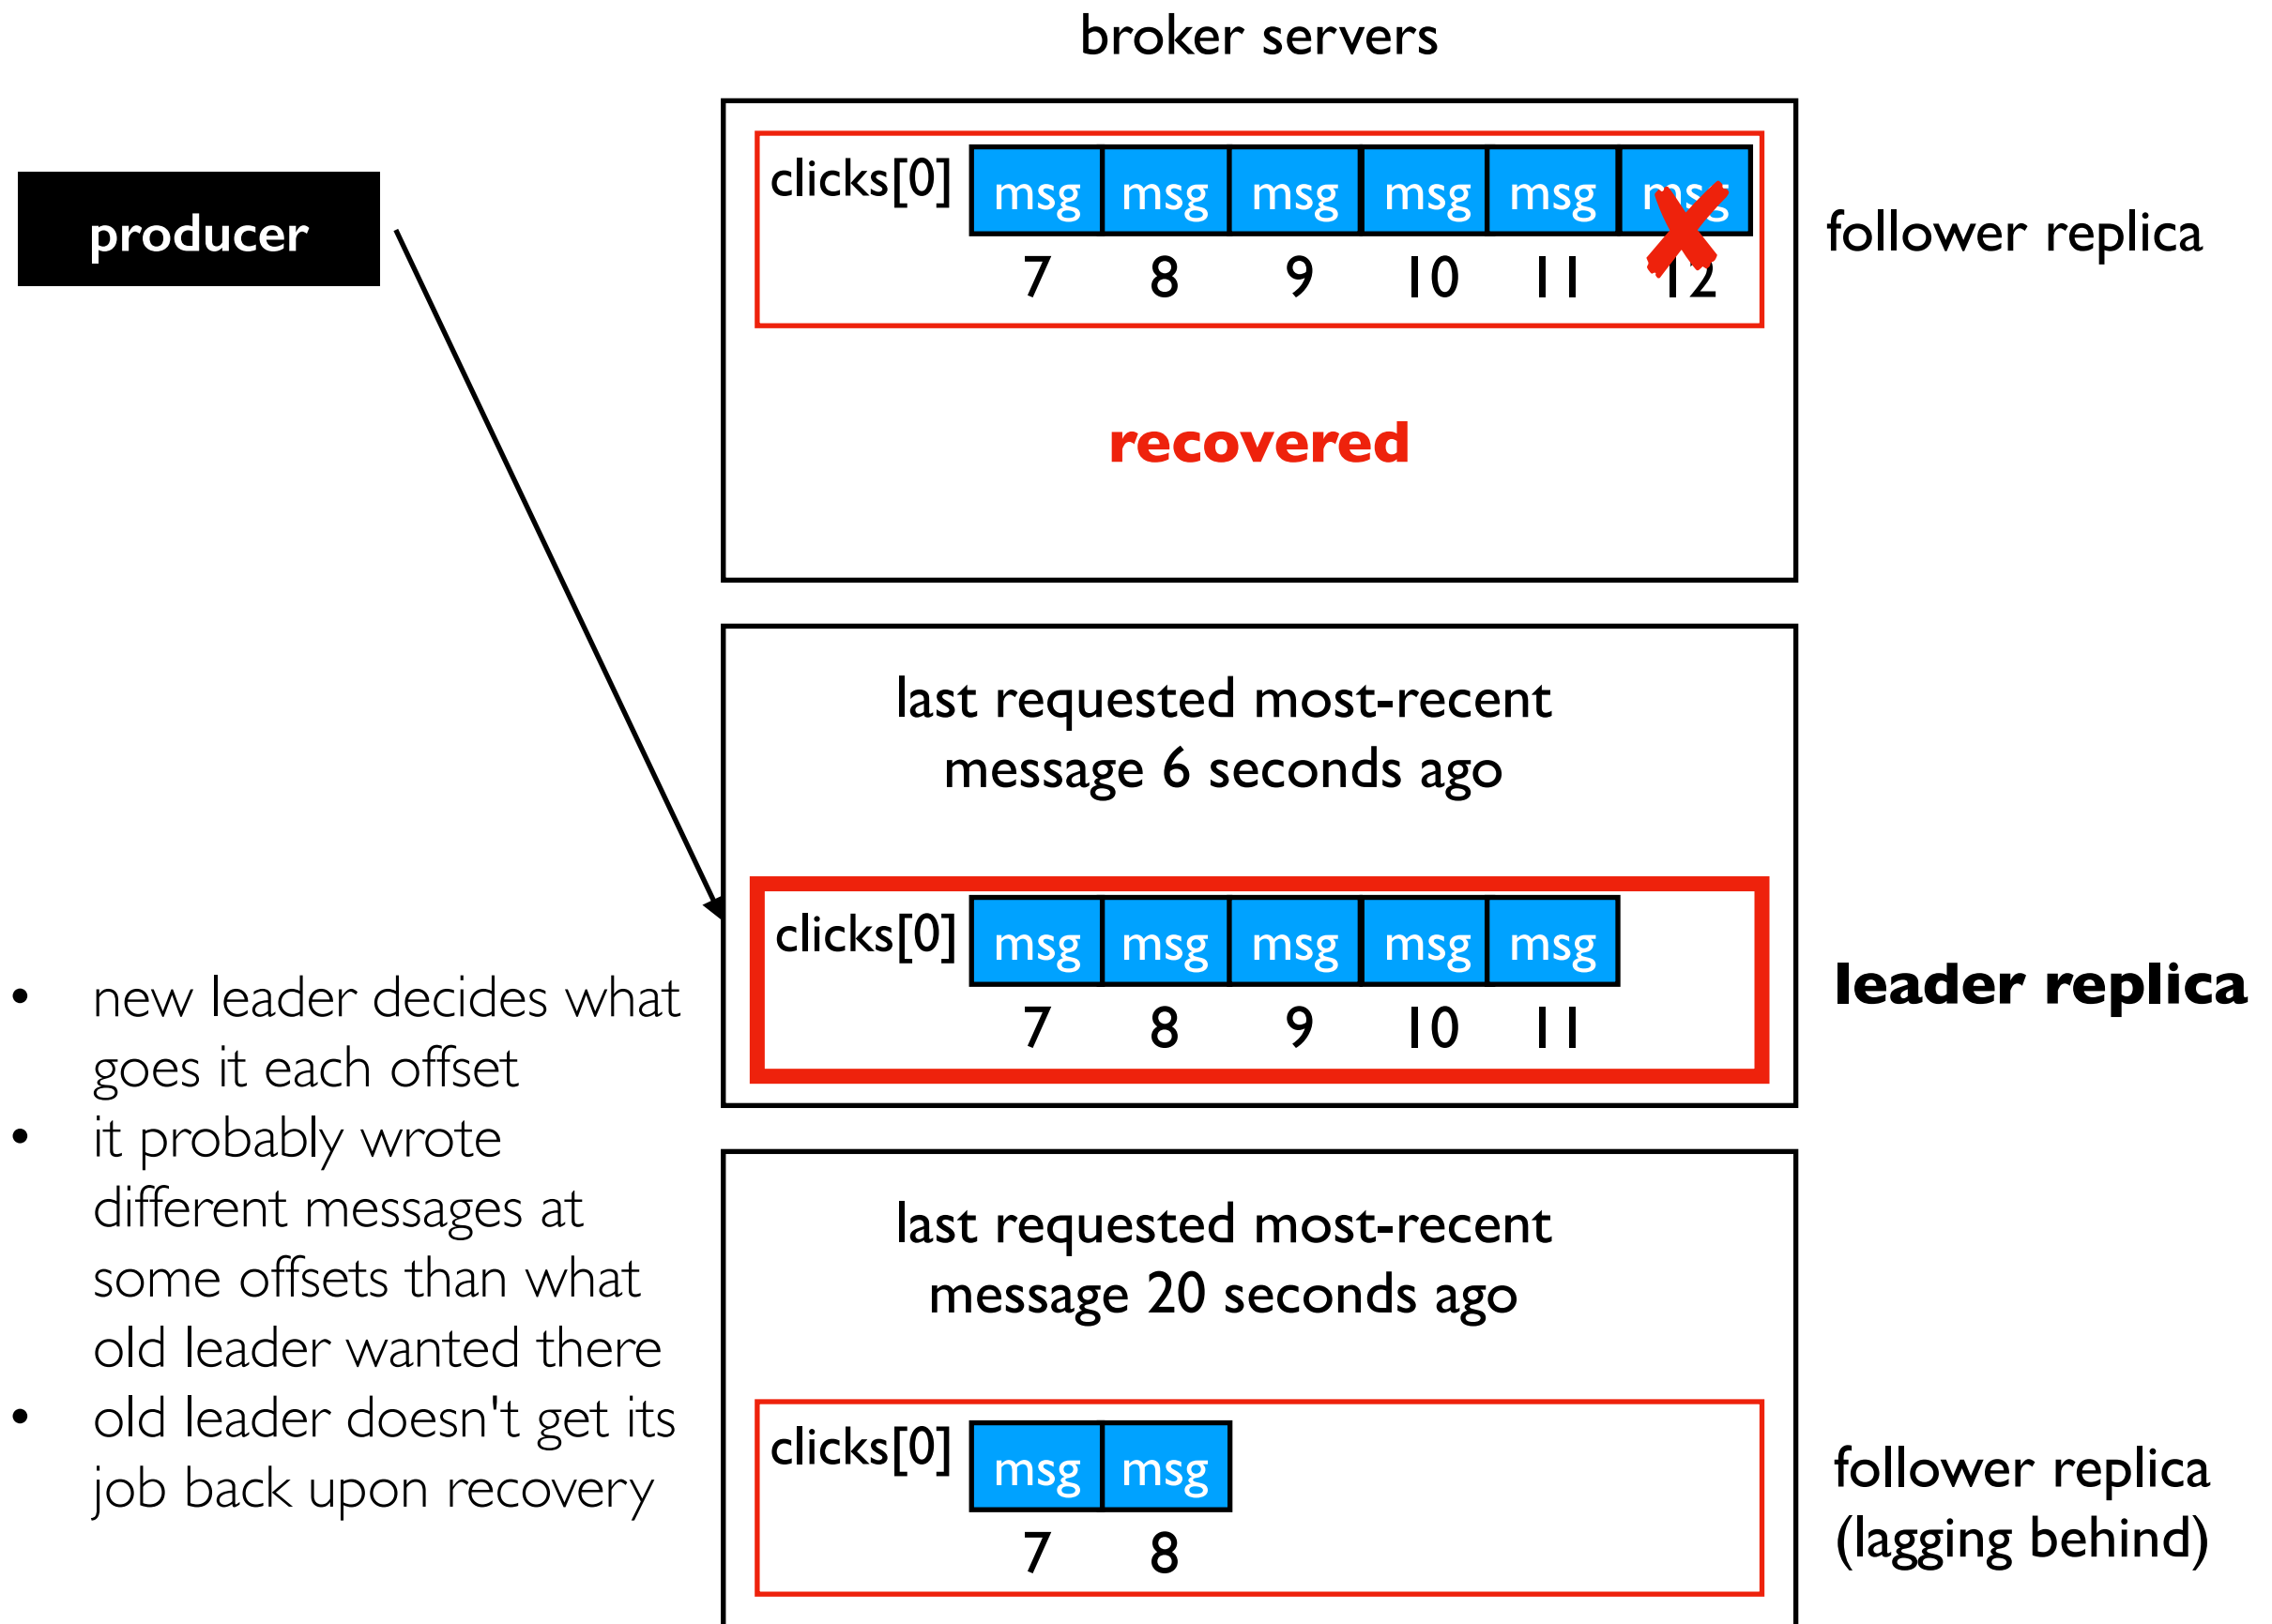 broker servers
producer
clicks[0]
msg msg msg msg msg msg
7 8 9 10 11 12
follower replica
recovered
last requested most-recent
message 6 seconds ago
clicks[0]
msg msg msg msg msg
7 8 9 10 11
leader replica
• new leader decides what
goes it each offset
• it probably wrote
different messages at
some offsets than what
old leader wanted there
• old leader doesn't get its
job back upon recovery
last requested most-recent
message 20 seconds ago
clicks[0]
msg msg
7 8
follower replica
(lagging behind)